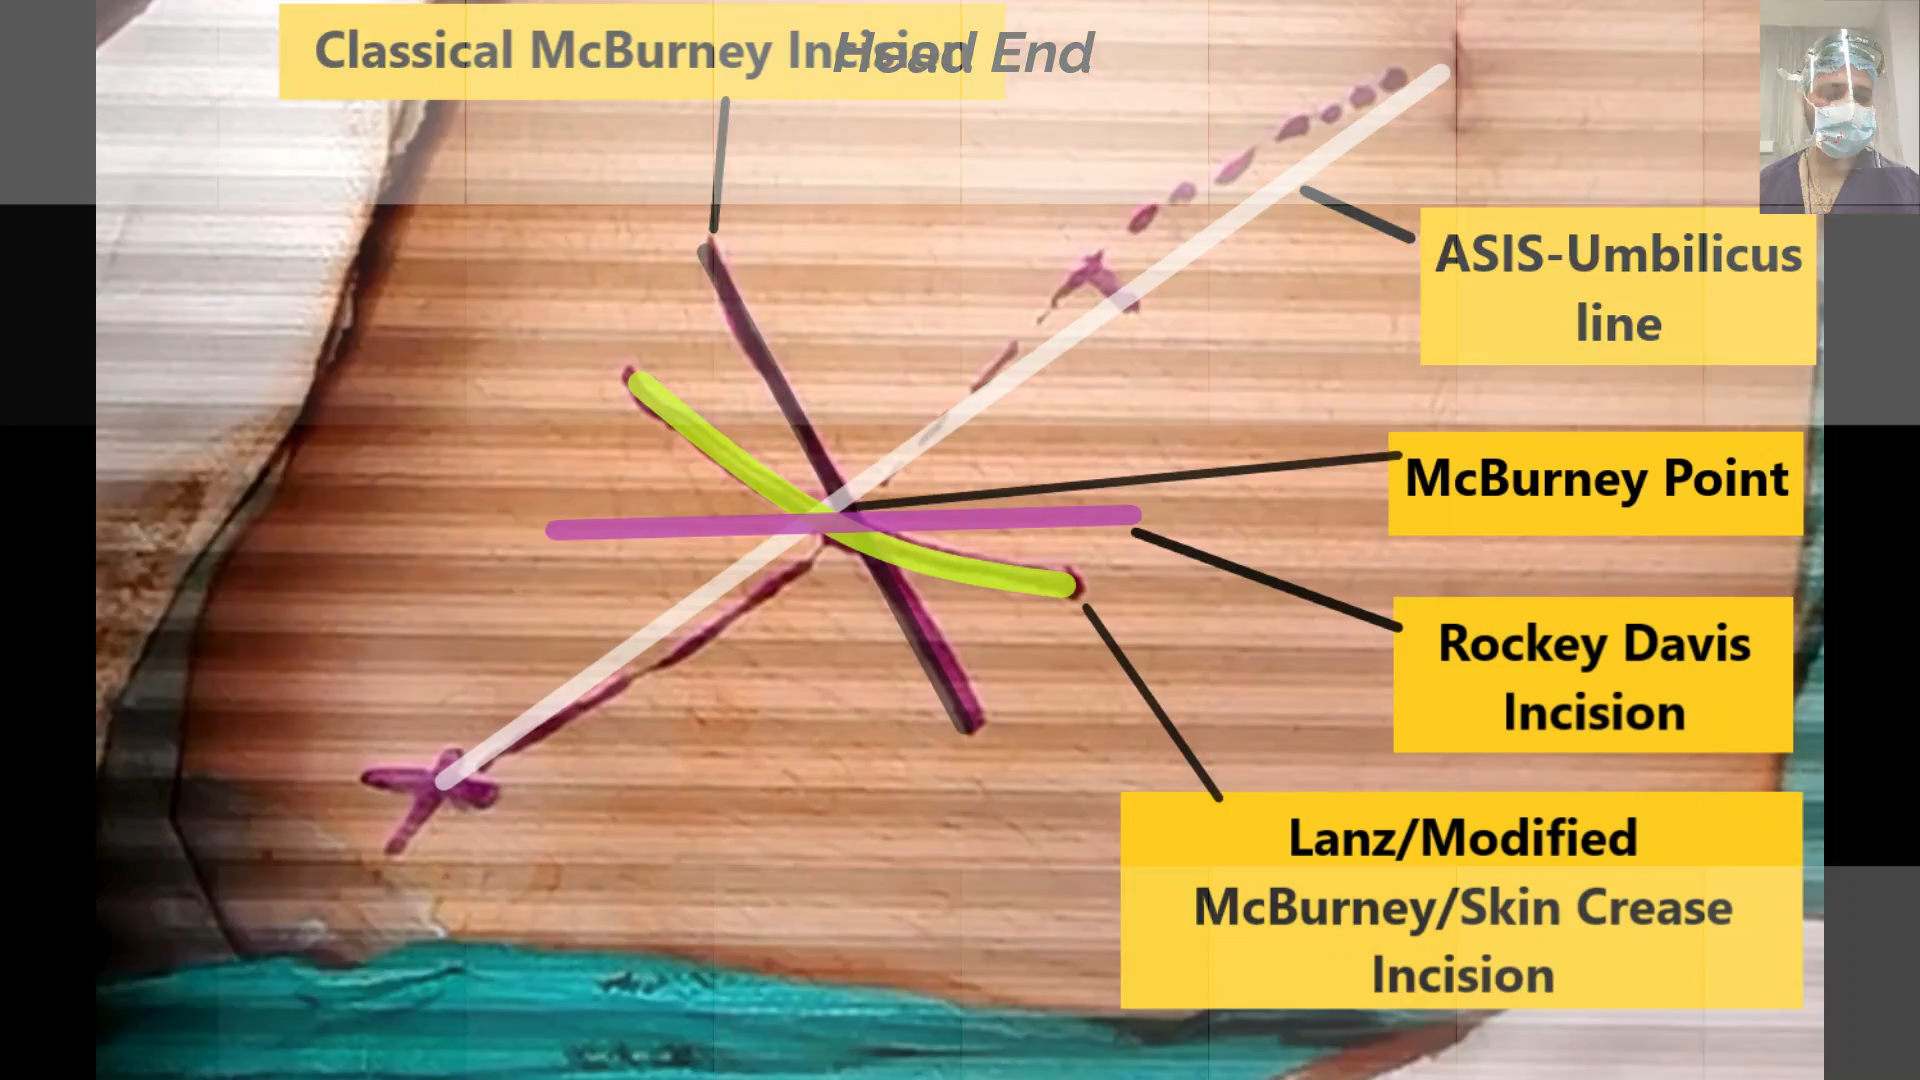 Classical McBurney Incision
Head End
ASIS-Umbilicus
line
McBurney Point
Rockey Davis
Incision
Lanz/Modified
McBurney/Skin Crease
Incision